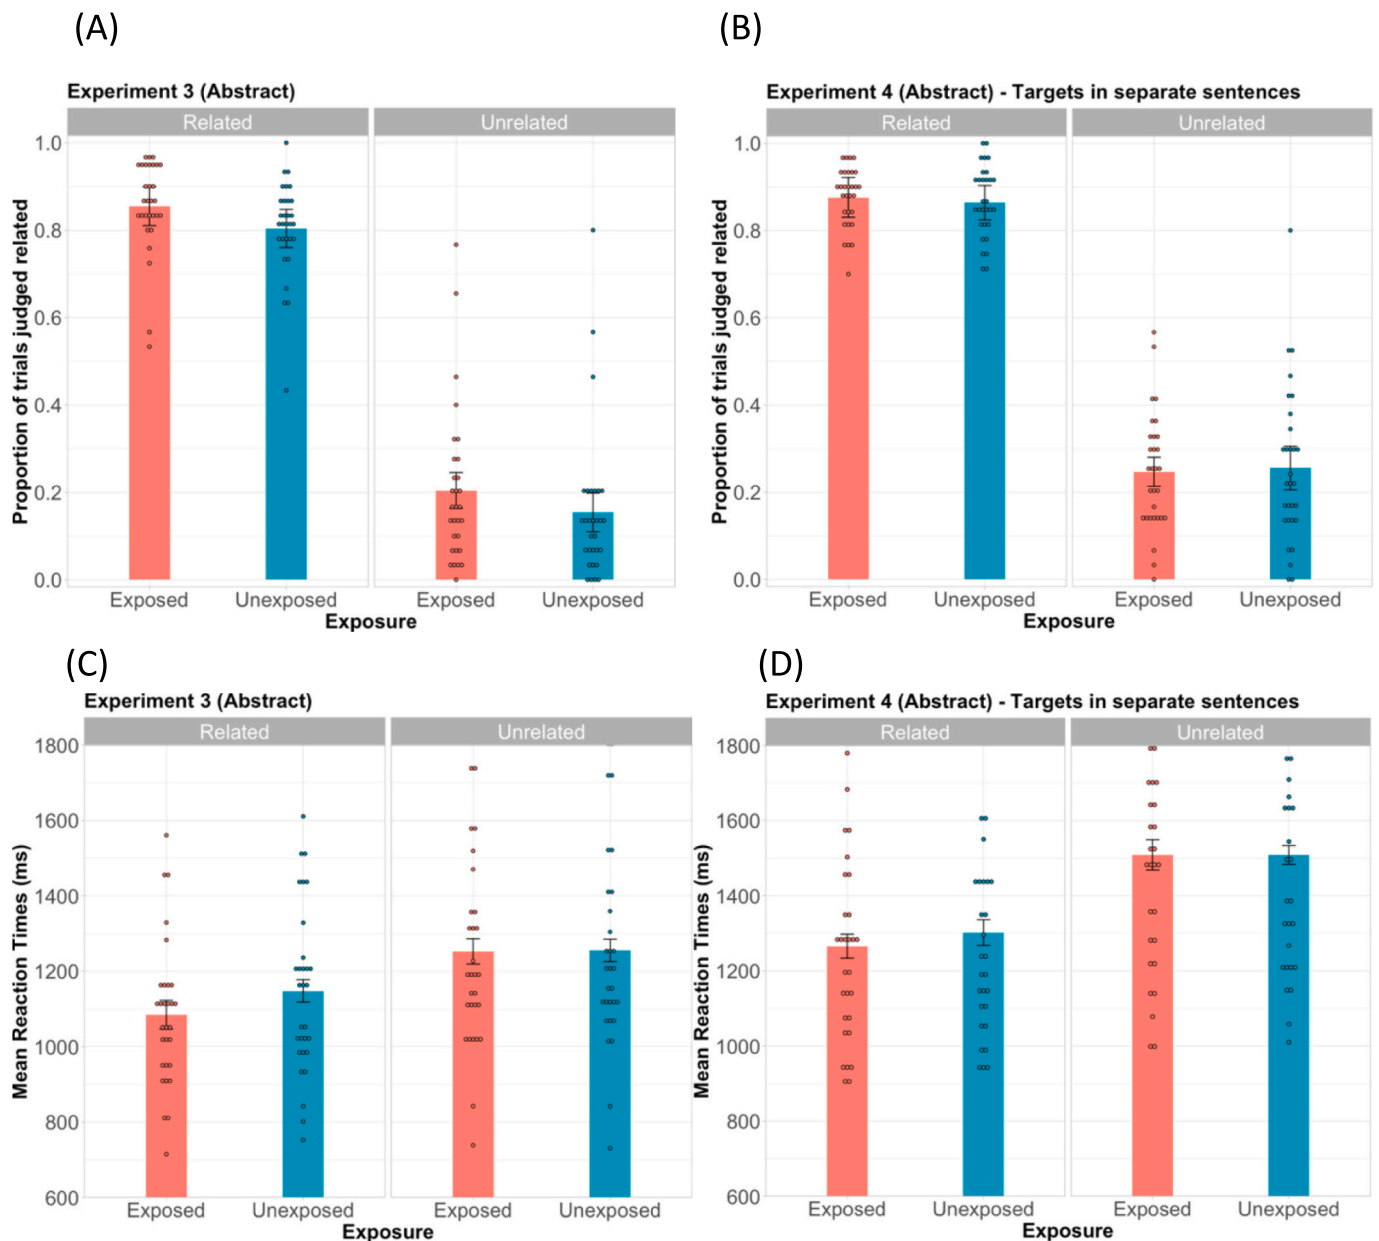 (A)
Experiment 3 (Abstract)
Related
Unrelated
1.0
0.8
0.6
0.4
0.2
0.0
Proportion of trials judged related
Exposed
Unexposed
Exposed
Unexposed
Exposure
(B)
Experiment 4 (Abstract) - Targets in separate sentences
Related
Unrelated
1.0
0.8
0.6
0.4
0.2
0.0
Proportion of trials judged related
Exposed
Unexposed
Exposed
Unexposed
Exposure
(C)
Experiment 3 (Abstract)
Related
Unrelated
1800
1600
1400
1200
1000
800
600
Mean Reaction Times (ms)
Exposed
Unexposed
Exposed
Unexposed
Exposure
(D)
Experiment 4 (Abstract) - Targets in separate sentences
Related
Unrelated
1800
1600
1400
1200
1000
800
600
Mean Reaction Times (ms)
Exposed
Unexposed
Exposed
Unexposed
Exposure